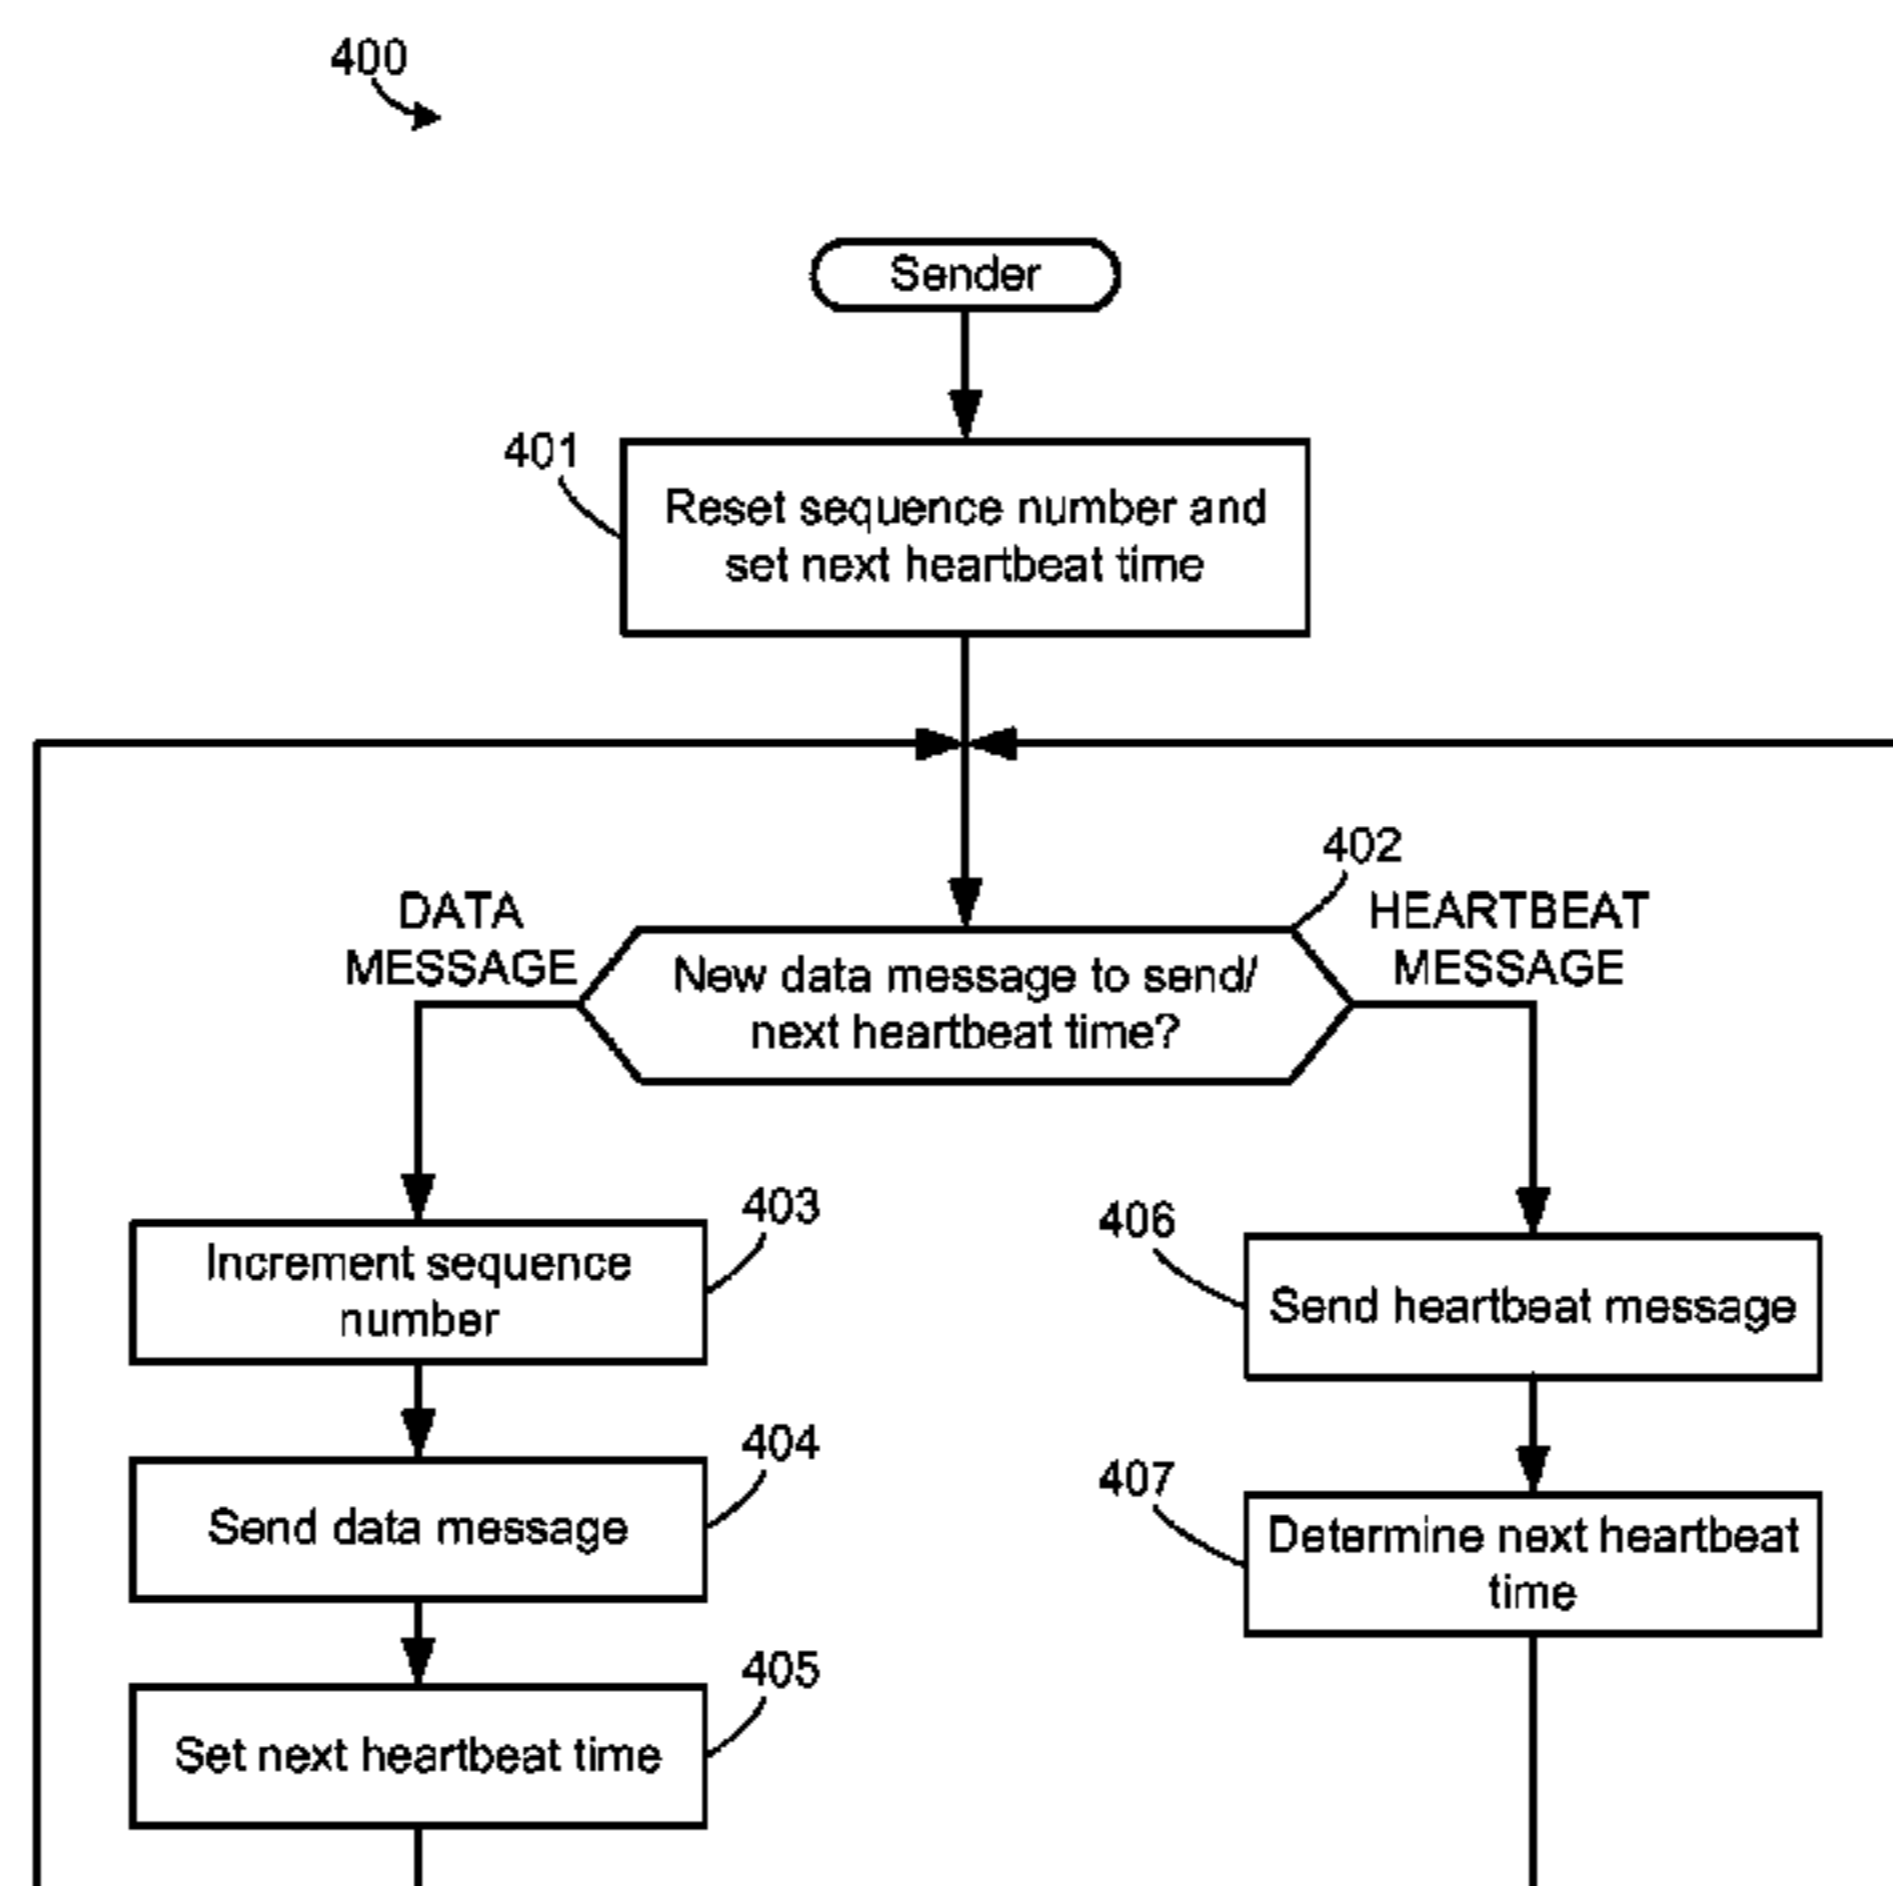 400
Sender
401
Reset sequence number and
set next heartbeat time
402
DATA
MESSAGE
New data message to send/
next heartbeat time?
HEARTBEAT
MESSAGE
403
Increment sequence
number
406
Send heartbeat message
404
Send data message
407
Determine next heartbeat
time
405
Set next heartbeat time